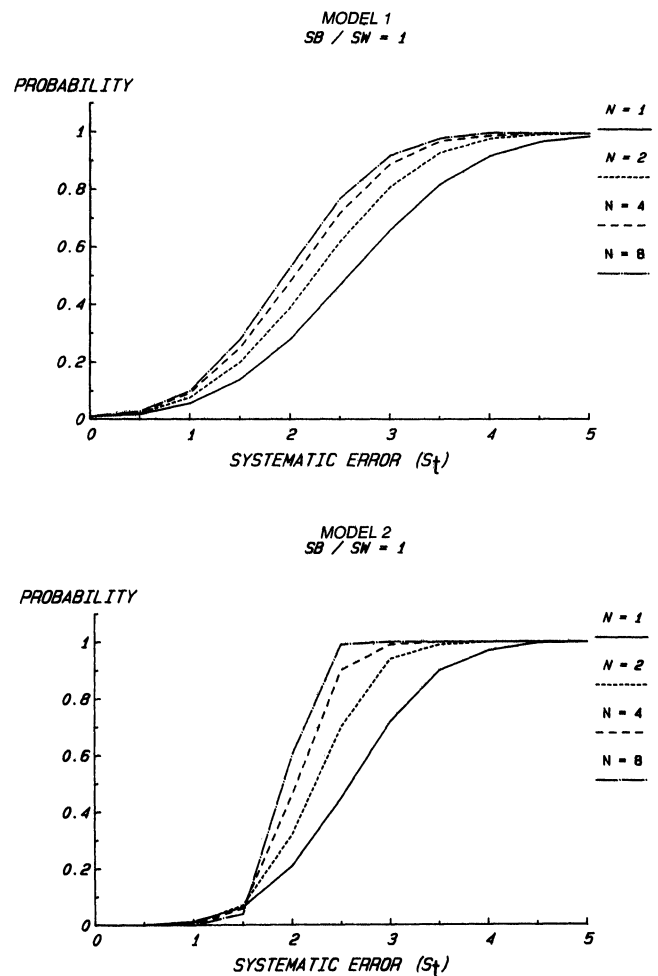 MODEL 1
SB / SW = 1
PROBABILITY
N = 1
N = 2
N = 4
N = 8
1
0.8
0.6
0.4
0.2
0
0 1 2 3 4 5
SYSTEMATIC ERROR (St)
MODEL 2
SB / SW = 1
PROBABILITY
N = 1
N = 2
N = 4
N = 8
1
0.8
0.6
0.4
0.2
0
0 1 2 3 4 5
SYSTEMATIC ERROR (St)